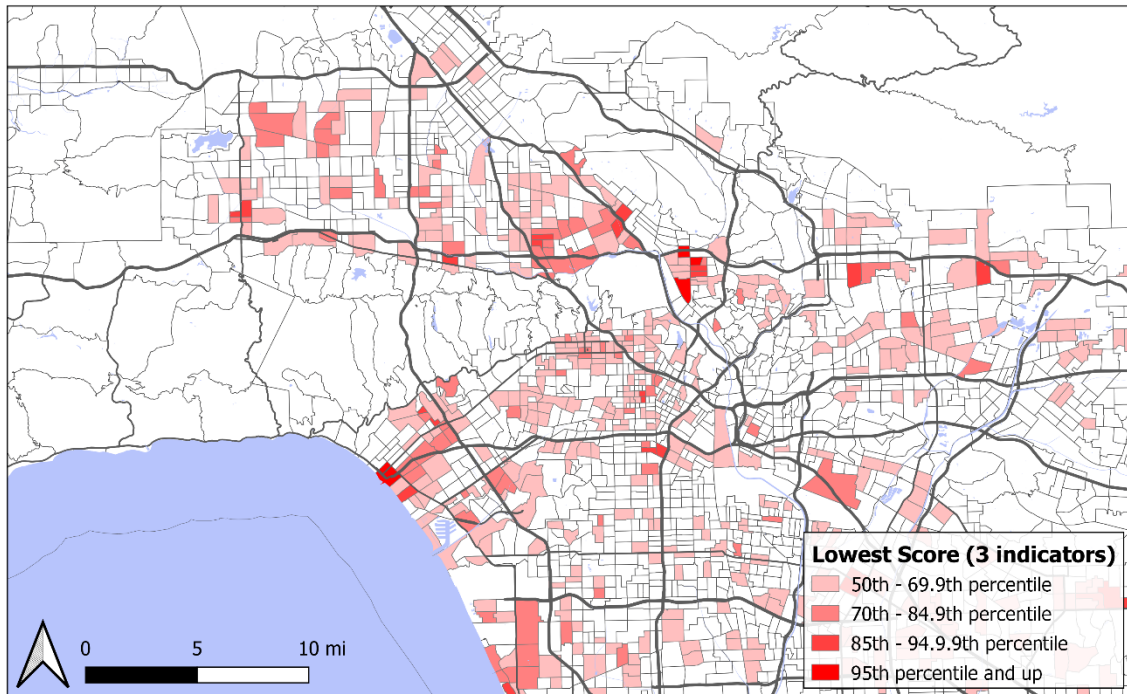 Lowest Score (3 indicators)
50th - 69.9th percentile
70th - 84.9th percentile
85th - 94.9.9th percentile
95th percentile and up
0 5 10 mi